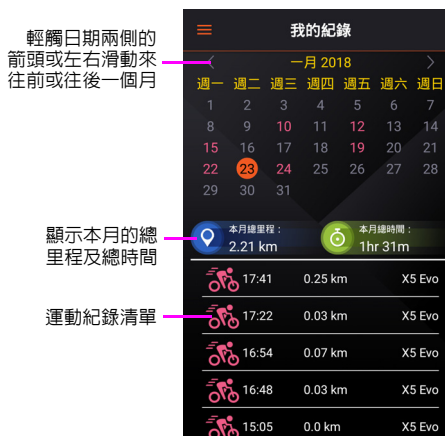 我的紀錄
輕觸日期兩側的
箭頭或左右滑動來
往前或往後一個月
一月 2018
週一 週二 週三 週四 週五 週六 週日
1 2 3 4 5 6 7
8 9 10 11 12 13 14
15 16 17 18 19 20 21
22 23 24 25 26 27 28
29 30 31
顯示本月的總
里程及總時間
本月總里程：
2.21 km
本月總時間：
1hr 31m
運動紀錄清單
17:41 0.25 km X5 Evo
17:22 0.03 km X5 Evo
16:54 0.07 km X5 Evo
16:48 0.03 km X5 Evo
15:05 0.0 km X5 Evo